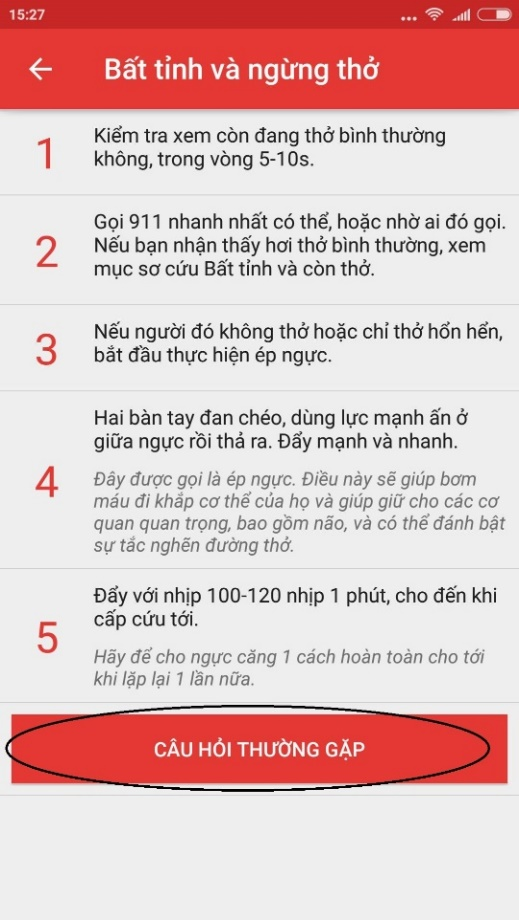 15:27
Bất tỉnh và ngừng thở
1
Kiểm tra xem còn đang thở bình thường
không, trong vòng 5-10s.
2
Gọi 911 nhanh nhất có thể, hoặc nhờ ai đó gọi.
Nếu bạn nhận thấy hơi thở bình thường, xem
mục sơ cứu Bất tỉnh và còn thở.
3
Nếu người đó không thở hoặc chỉ thở hổn hển,
bắt đầu thực hiện ép ngực.
4
Hai bàn tay đan chéo, dùng lực mạnh ấn ở
giữa ngực rồi thả ra. Đẩy mạnh và nhanh.
Đây được gọi là ép ngực. Điều này sẽ giúp bơm
máu đi khắp cơ thể của họ và giúp giữ cho các cơ
quan quan trọng, bao gồm não, và có thể đánh bật
sự tắc nghẽn đường thở.
5
Đẩy với nhịp 100-120 nhịp 1 phút, cho đến khi
cấp cứu tới.
Hãy để cho ngực căng 1 cách hoàn toàn cho tới
khi lặp lại 1 lần nữa.
CÂU HỎI THƯỜNG GẶP